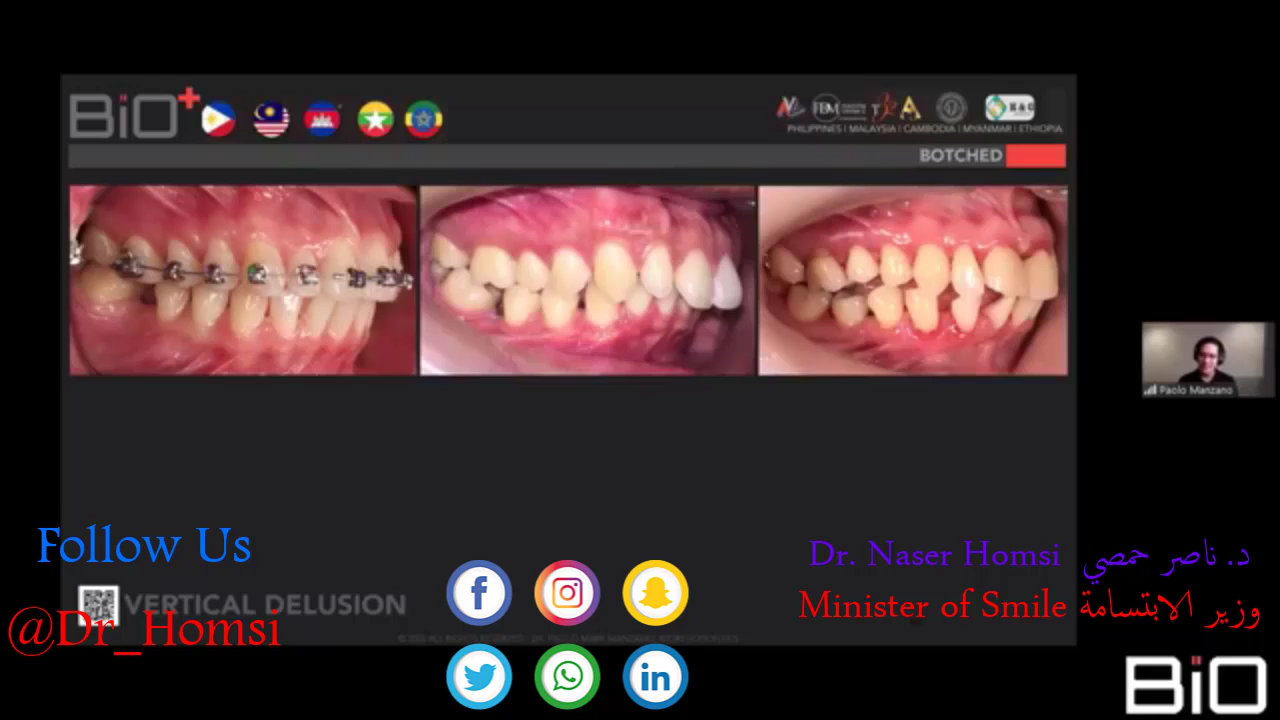 BiO+
PHILIPPINES | MALAYSIA | CAMBODIA | MYANMAR | ETHIOPIA
BOTCHED
Paolo Manzano
Follow Us
@Dr_Homsi
VERTICAL DELUSION
Dr. Naser Homsi د. ناصر حمصي
Minister of Smile وزير الابتسامة
BiO